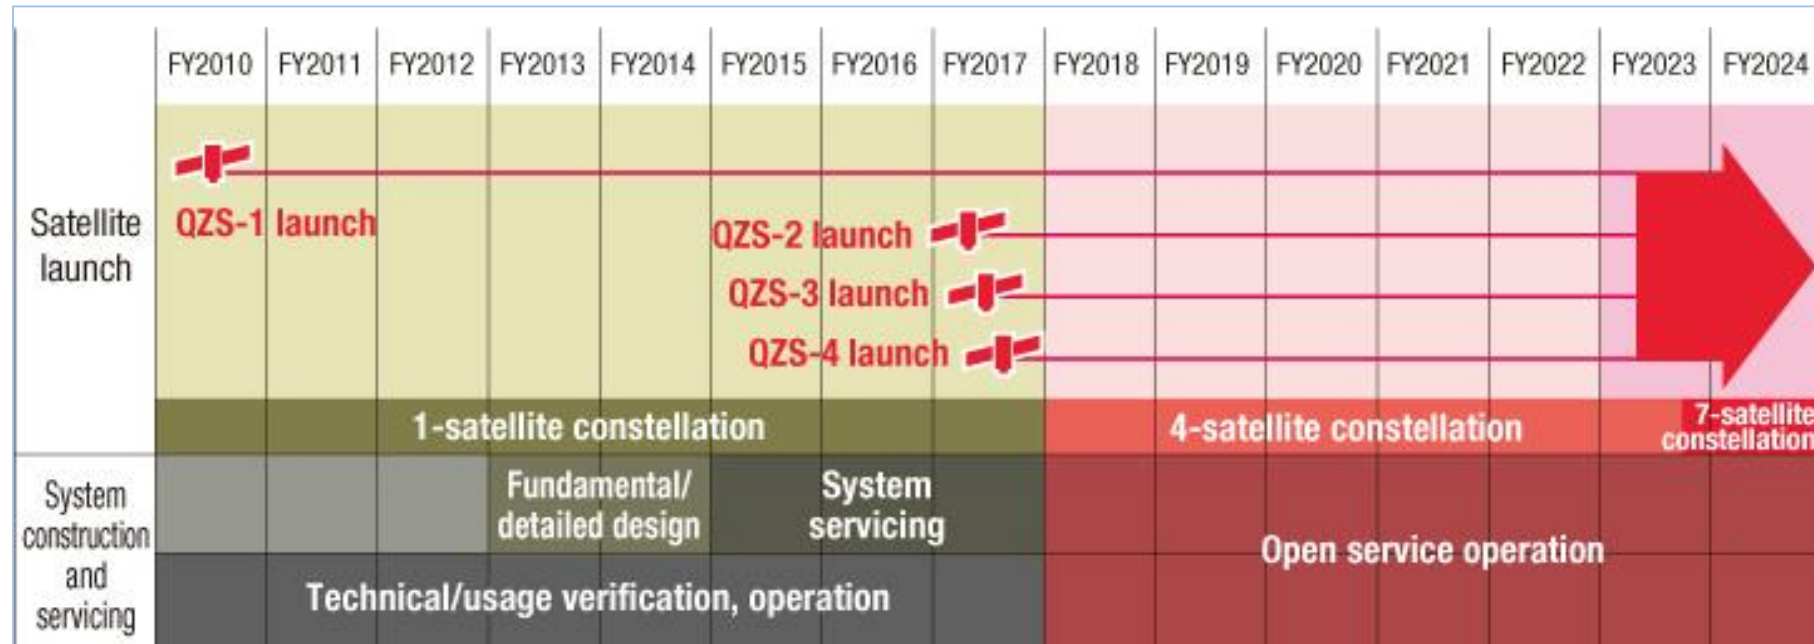 FY2010 FY2011 FY2012 FY2013 FY2014 FY2015 FY2016 FY2017 FY2018 FY2019 FY2020 FY2021 FY2022 FY2023 FY2024
Satellite
launch
QZS-1 launch
QZS-2 launch
QZS-3 launch
QZS-4 launch
1-satellite constellation
4-satellite constellation
7-satellite
constellation
System
construction
and
servicing
Fundamental/
detailed design
System
servicing
Technical/usage verification, operation
Open service operation